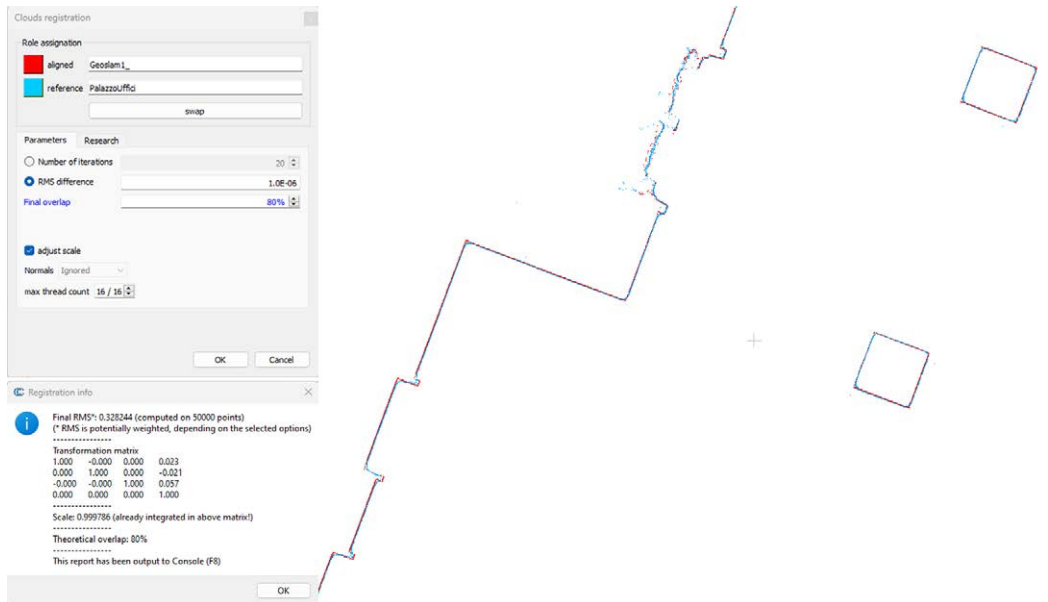 Clouds registration
Role assignation
aligned Geoslam1_
reference PalazzoUffici
swap
Parameters Research
Number of iterations 20
RMS difference 1.0E-06
Final overlap 80%
adjust scale
Normals Ignored
max thread count 16 / 16
OK Cancel
Registration info
Final RMS*: 0.328244 (computed on 50000 points)
(* RMS is potentially weighted, depending on the selected options)
----------------
Transformation matrix
1.000 -0.000 0.000 0.023
0.000 1.000 0.000 -0.021
-0.000 -0.000 1.000 0.057
0.000 0.000 0.000 1.000
----------------
Scale: 0.999786 (already integrated in above matrix!)
----------------
Theoretical overlap: 80%
----------------
This report has been output to Console (F8)
OK